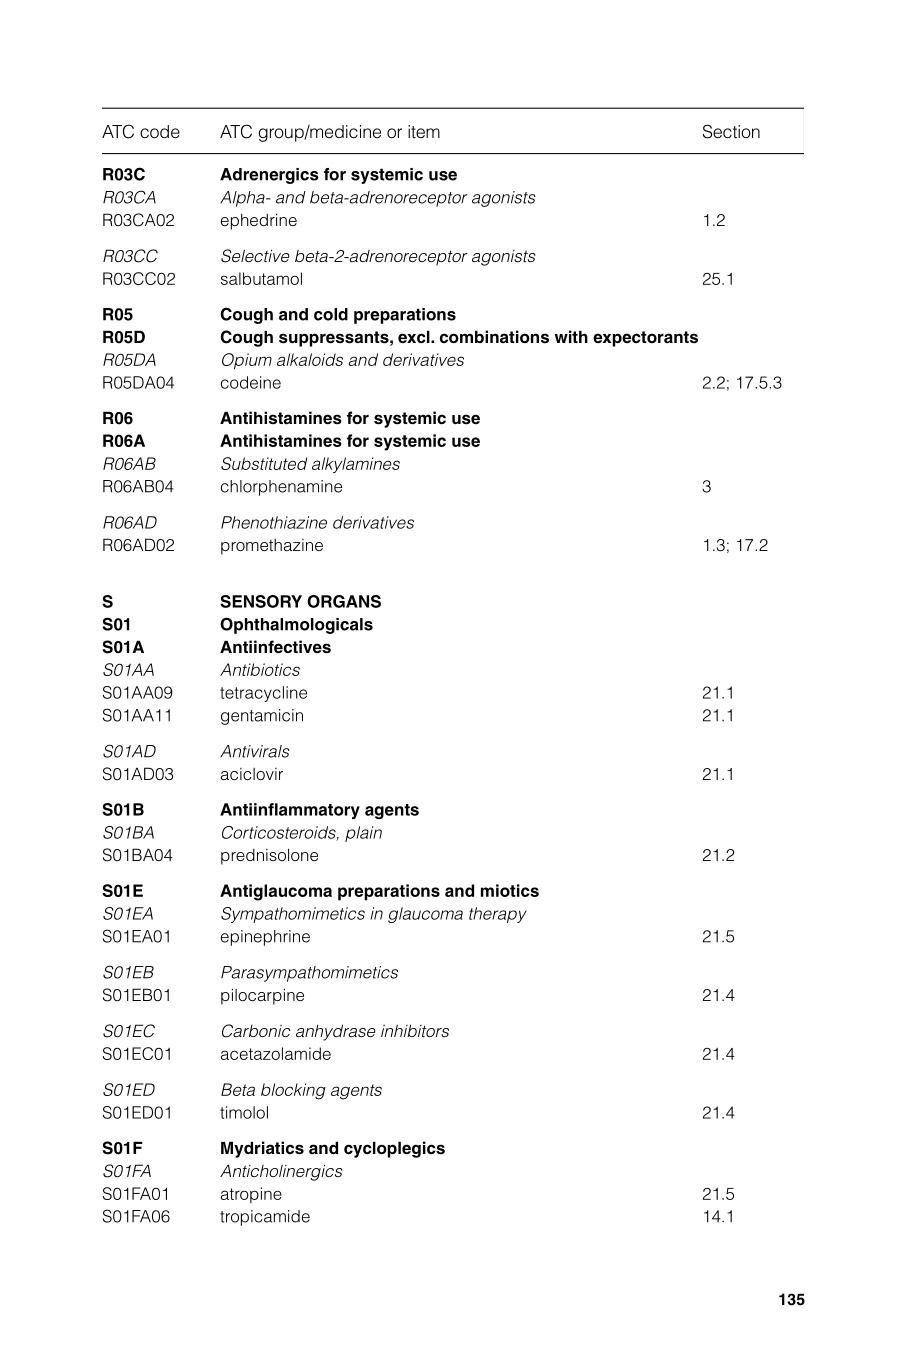 ATC code ATC group/medicine or item Section
R03C Adrenergics for systemic use
R03CA Alpha- and beta-adrenoreceptor agonists
R03CA02 ephedrine 1.2
R03CC Selective beta-2-adrenoreceptor agonists
R03CC02 salbutamol 25.1
R05 Cough and cold preparations
R05D Cough suppressants, excl. combinations with expectorants
R05DA Opium alkaloids and derivatives
R05DA04 codeine 2.2; 17.5.3
R06 Antihistamines for systemic use
R06A Antihistamines for systemic use
R06AB Substituted alkylamines
R06AB04 chlorphenamine 3
R06AD Phenothiazine derivatives
R06AD02 promethazine 1.3; 17.2
S SENSORY ORGANS
S01 Ophthalmologicals
S01A Antiinfectives
S01AA Antibiotics
S01AA09 tetracycline 21.1
S01AA11 gentamicin 21.1
S01AD Antivirals
S01AD03 aciclovir 21.1
S01B Antiinflammatory agents
S01BA Corticosteroids, plain
S01BA04 prednisolone 21.2
S01E Antiglaucoma preparations and miotics
S01EA Sympathomimetics in glaucoma therapy
S01EA01 epinephrine 21.5
S01EB Parasympathomimetics
S01EB01 pilocarpine 21.4
S01EC Carbonic anhydrase inhibitors
S01EC01 acetazolamide 21.4
S01ED Beta blocking agents
S01ED01 timolol 21.4
S01F Mydriatics and cycloplegics
S01FA Anticholinergics
S01FA01 atropine 21.5
S01FA06 tropicamide 14.1
135